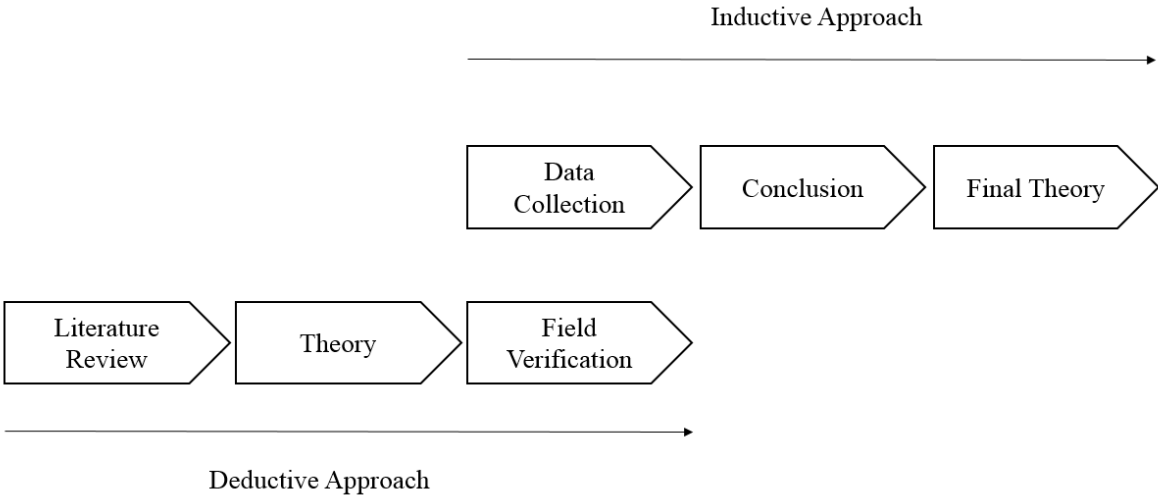 Inductive Approach
Data
Collection
Conclusion
Final Theory
Literature
Review
Theory
Field
Verification
Deductive Approach